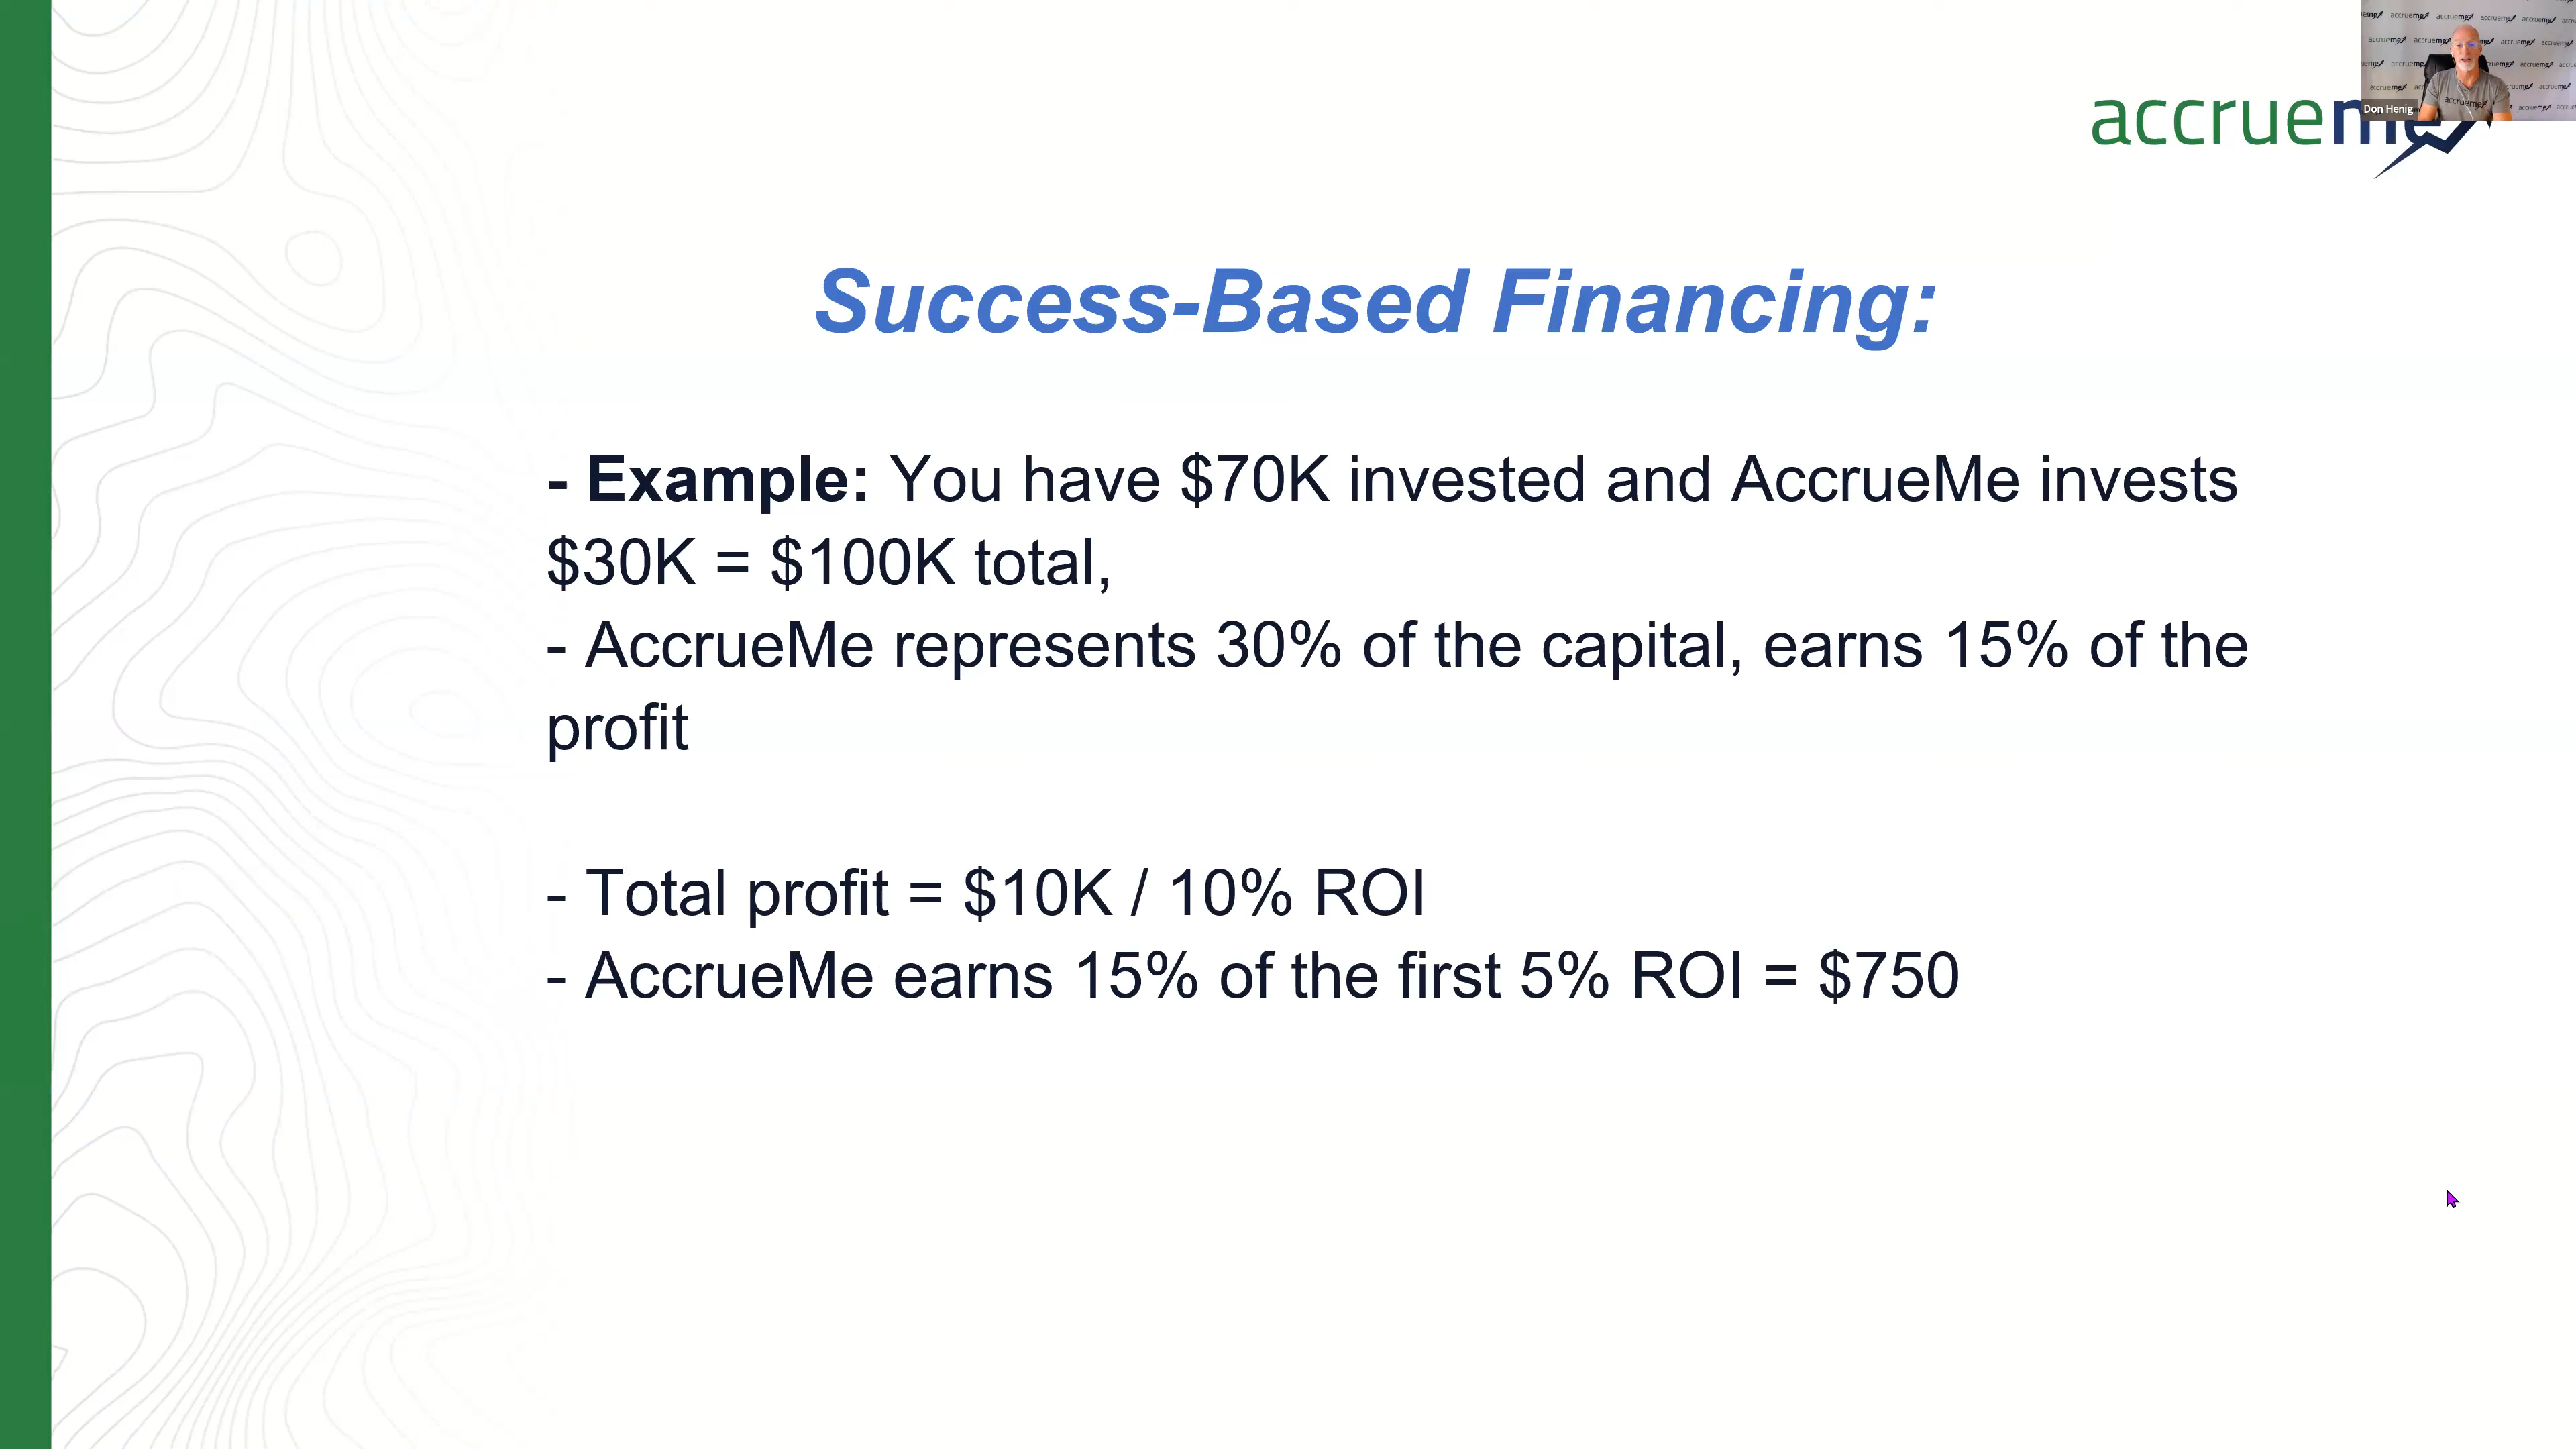 accrueme
Don Henig
Success-Based Financing:
- Example: You have $70K invested and AccrueMe invests
$30K = $100K total,
- AccrueMe represents 30% of the capital, earns 15% of the
profit
- Total profit = $10K / 10% ROI
- AccrueMe earns 15% of the first 5% ROI = $750